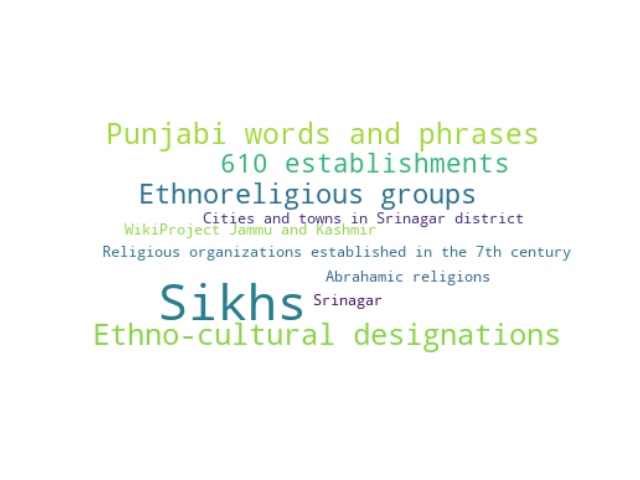 Punjabi words and phrases
610 establishments
Ethnoreligious groups
Cities and towns in Srinagar district
WikiProject Jammu and Kashmir
Religious organizations established in the 7th century
Abrahamic religions
Sikhs
Srinagar
Ethno-cultural designations